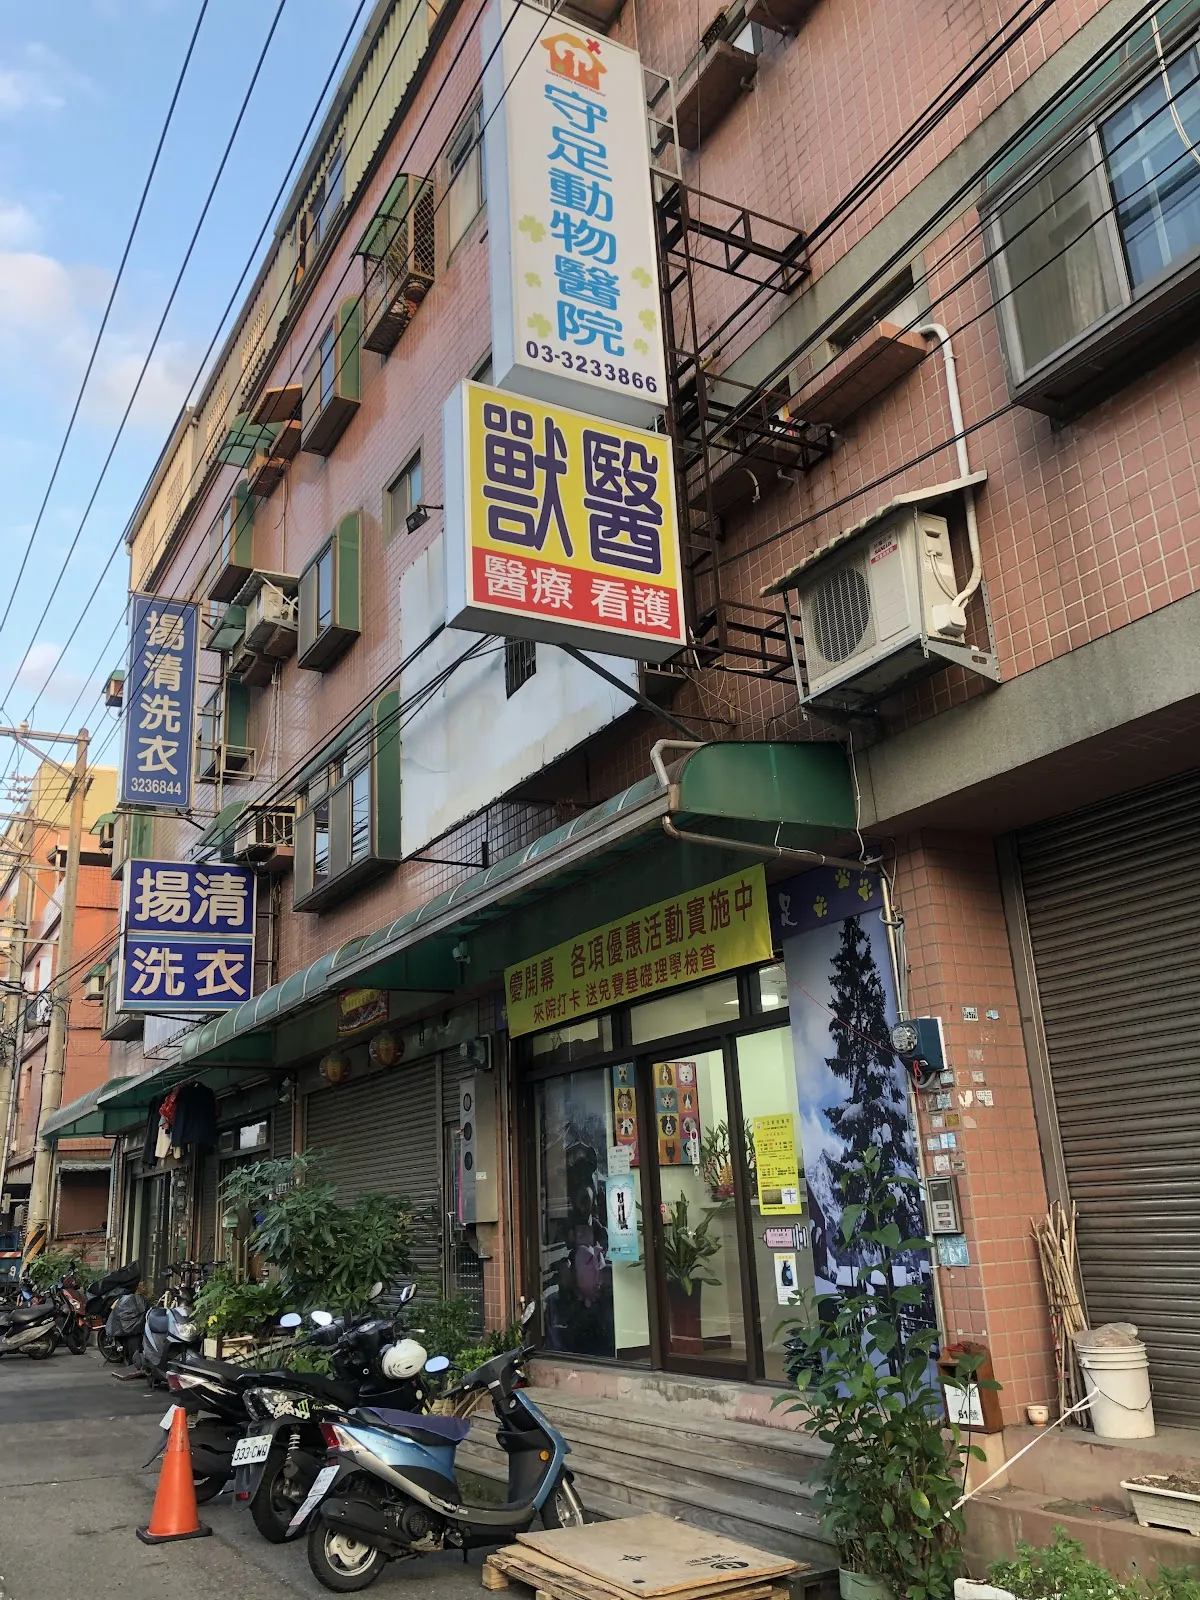 守足動物醫院
03-3233866
獸醫
醫療 看護
揚清洗衣
3236844
揚清
洗衣
慶開幕 各項優惠活動實施中
來院打卡 送免費基礎理學檢查
足
333-CWQ